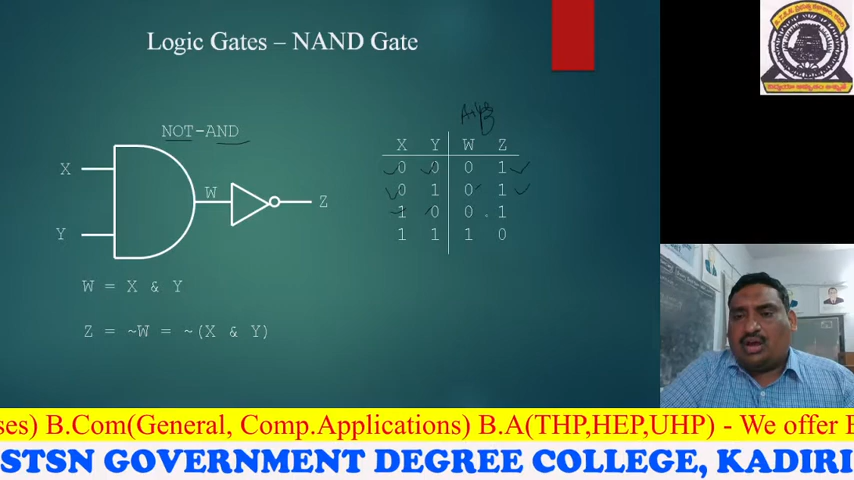 Logic Gates – NAND Gate
NOT-AND
X
W
Y
Z
X Y W Z
0 0 0 1
0 1 0 1
1 0 0 1
1 1 1 0
W = X & Y
Z = ~W = ~(X & Y)
ses) B.Com(General, Comp.Applications) B.A(THP,HEP,UHP) - We offer E
STSN GOVERNMENT DEGREE COLLEGE, KADIRI